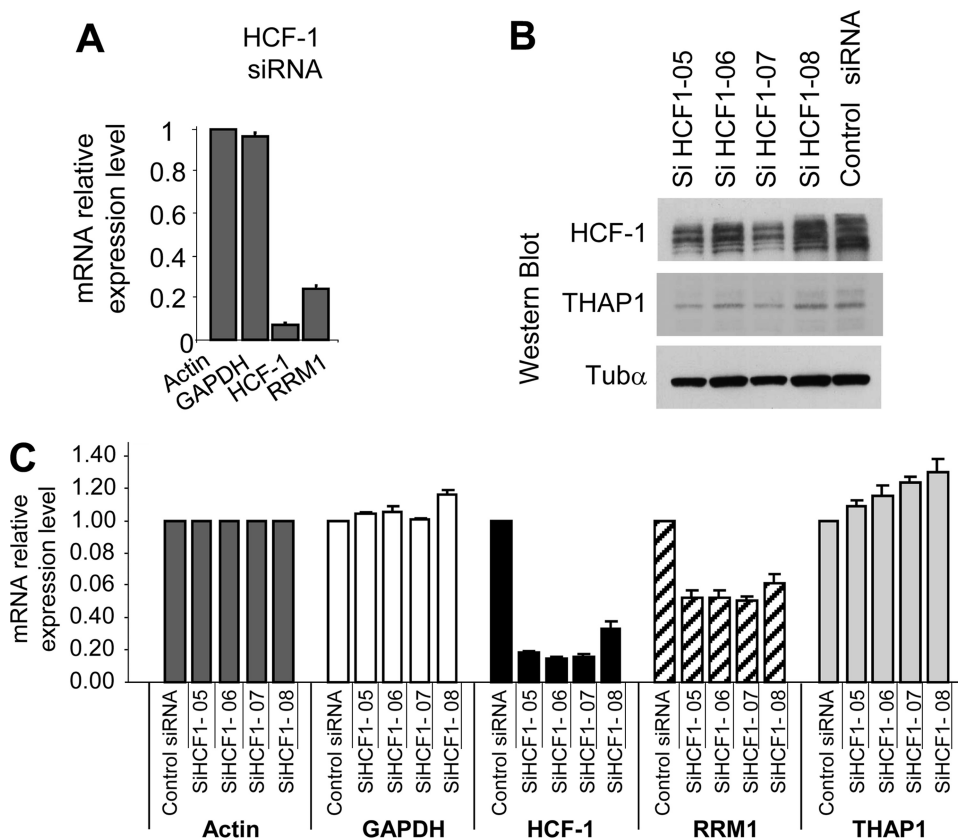 A
HCF-1
siRNA
mRNA relative
expression level
1
0.8
0.6
0.4
0.2
0
Actin
GAPDH
HCF-1
RRM1
B
Si HCF1-05
Si HCF1-06
Si HCF1-07
Si HCF1-08
Control siRNA
Western Blot
HCF-1
THAP1
Tubα
C
mRNA relative
expression level
1.40
1.20
1.00
0.06
0.06
0.40
0.20
0.00
Control siRNA
SiHCF1- 05
SiHCF1- 06
SiHCF1- 07
SiHCF1- 08
Control siRNA
SiHCF1- 05
SiHCF1- 06
SiHCF1- 07
SiHCF1- 08
Control siRNA
SiHCF1- 05
SiHCF1- 06
SiHCF1- 07
SiHCF1- 08
Control siRNA
SiHCF1- 05
SiHCF1- 06
SiHCF1- 07
SiHCF1- 08
Control siRNA
SiHCF1- 05
SiHCF1- 06
SiHCF1- 07
SiHCF1- 08
Actin
GAPDH
HCF-1
RRM1
THAP1